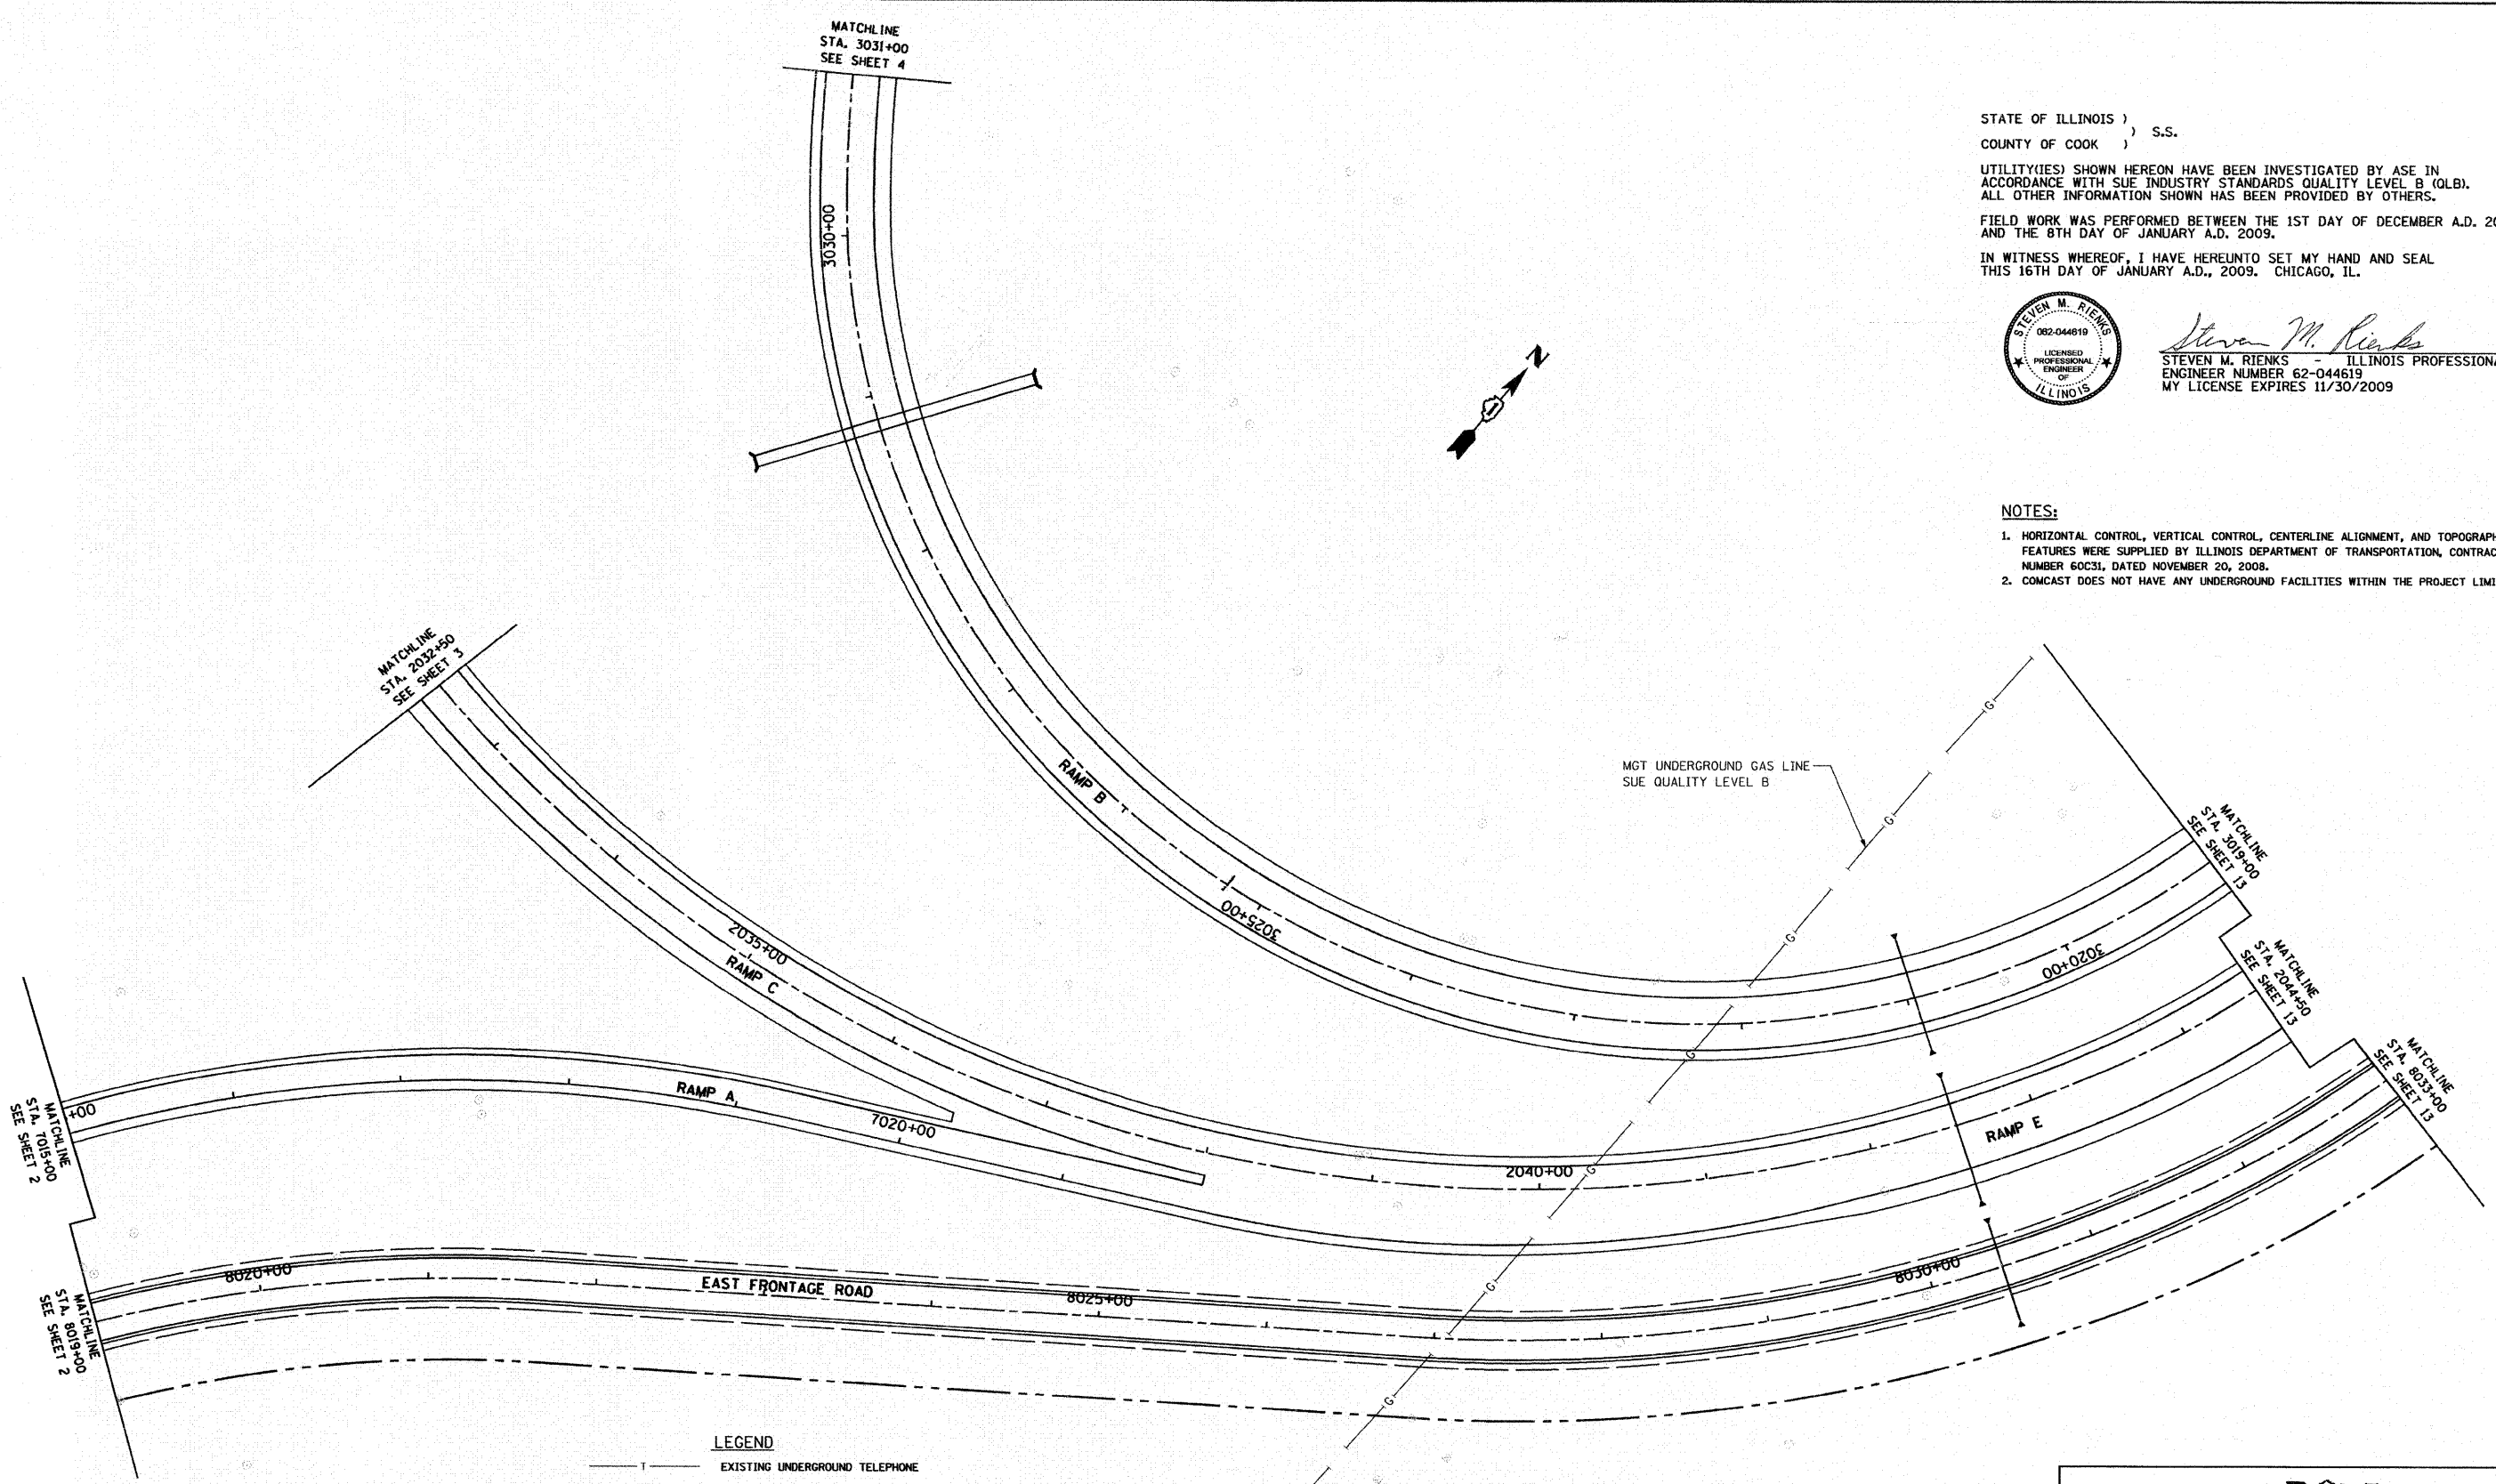 MATCHLINE
STA. 3031+00
SEE SHEET 4
STATE OF ILLINOIS )
) S.S.
COUNTY OF COOK )
UTILITY(IES) SHOWN HEREON HAVE BEEN INVESTIGATED BY ASE IN
ACCORDANCE WITH SUE INDUSTRY STANDARDS QUALITY LEVEL B (QLB).
ALL OTHER INFORMATION SHOWN HAS BEEN PROVIDED BY OTHERS.
FIELD WORK WAS PERFORMED BETWEEN THE 1ST DAY OF DECEMBER A.D. 20
AND THE 8TH DAY OF JANUARY A.D. 2009.
IN WITNESS WHEREOF, I HAVE HEREUNTO SET MY HAND AND SEAL
THIS 16TH DAY OF JANUARY A.D., 2009. CHICAGO, IL.
STEVEN M. RIENKS
062-044619
LICENSED
PROFESSIONAL
ENGINEER
OF
ILLINOIS
Steven M. Rienks
STEVEN M. RIENKS - ILLINOIS PROFESSIONA
ENGINEER NUMBER 62-044619
MY LICENSE EXPIRES 11/30/2009
3030+00
N
1
NOTES:
1. HORIZONTAL CONTROL, VERTICAL CONTROL, CENTERLINE ALIGNMENT, AND TOPOGRAPH
FEATURES WERE SUPPLIED BY ILLINOIS DEPARTMENT OF TRANSPORTATION, CONTRAC
NUMBER 60C31, DATED NOVEMBER 20, 2008.
2. COMCAST DOES NOT HAVE ANY UNDERGROUND FACILITIES WITHIN THE PROJECT LIMI
MATCHLINE
STA. 2032+50
SEE SHEET 3
G
RAMP B
MGT UNDERGROUND GAS LINE
SUE QUALITY LEVEL B
G
MATCHLINE
STA. 3019+00
SEE SHEET 13
3025+00
2035+00
RAMP C
G
3020+00
MATCHLINE
STA. 2044+50
SEE SHEET 13
G
RAMP A
+00
MATCHLINE
STA. 7015+00
SEE SHEET 2
7020+00
RAMP E
MATCHLINE
STA. 8033+00
SEE SHEET 13
2040+00
G
8020+00
EAST FRONTAGE ROAD
8025+00
G
8030+00
MATCHLINE
STA. 8019+00
SEE SHEET 2
G
LEGEND
T EXISTING UNDERGROUND TELEPHONE